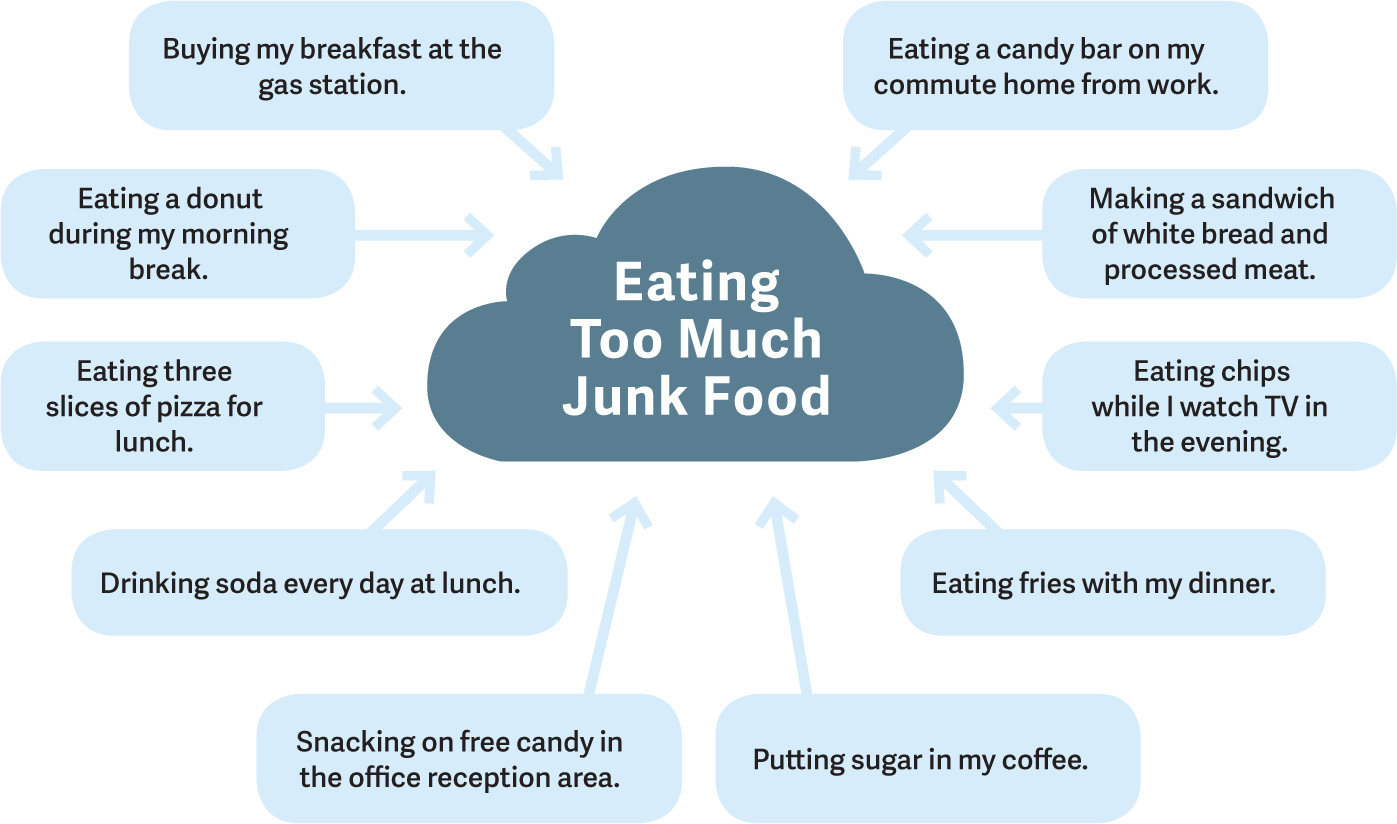 Buying my breakfast at the
gas station.
Eating a candy bar on my
commute home from work.
Eating a donut
during my morning
break.
Making a sandwich
of white bread and
processed meat.
Eating
Too Much
Junk Food
Eating three
slices of pizza for
lunch.
Eating chips
while I watch TV in
the evening.
Drinking soda every day at lunch.
Eating fries with my dinner.
Snacking on free candy in
the office reception area.
Putting sugar in my coffee.